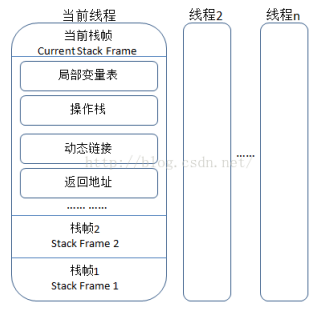 当前线程
线程2
线程n
当前栈帧
Current Stack Frame
局部变量表
操作栈
动态链接
http://blog.csdn.net/
……
返回地址
…… ……
栈帧2
Stack Frame 2
栈帧1
Stack Frame 1